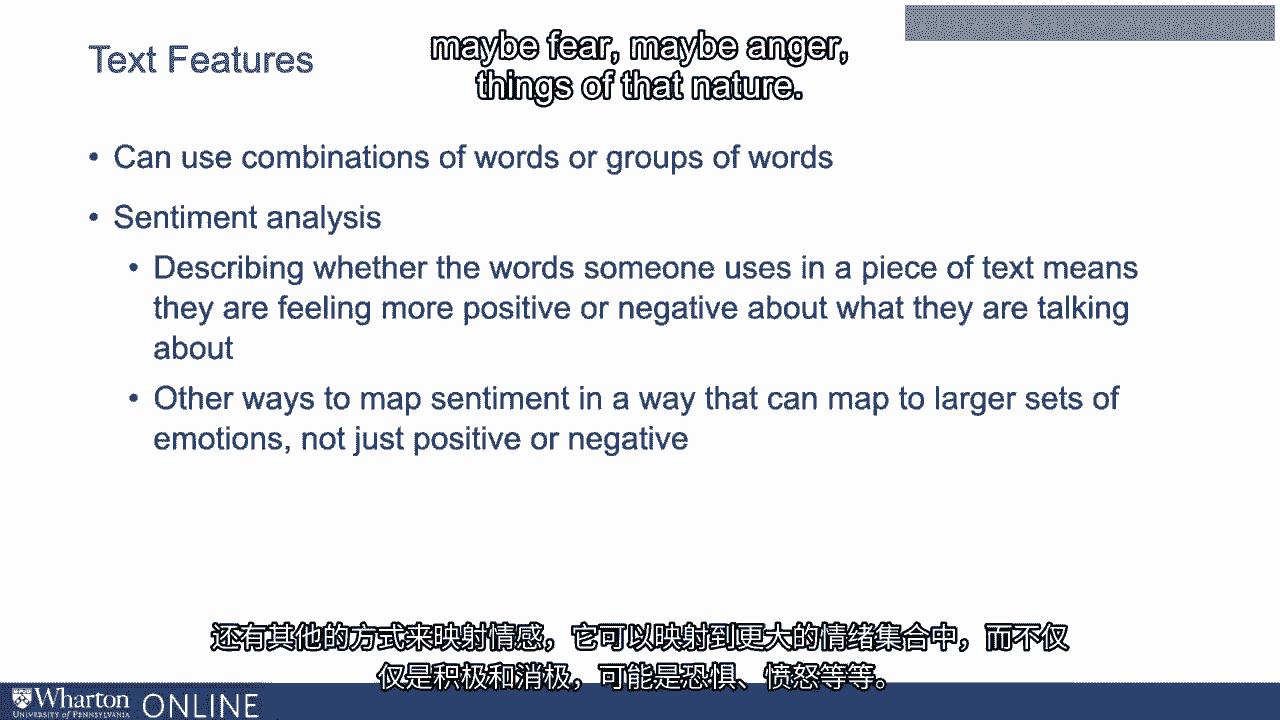 Text Features
maybe fear, maybe anger,
things of that nature.
• Can use combinations of words or groups of words
• Sentiment analysis
• Describing whether the words someone uses in a piece of text means
they are feeling more positive or negative about what they are talking
about
• Other ways to map sentiment in a way that can map to larger sets of
emotions, not just positive or negative
还有其他的方式来映射情感，它可以映射到更大的情绪集合中，而不仅
仅是积极和消极，可能是恐惧、愤怒等等。
Wharton
UNIVERSITY of PENNSYLVANIA
ONLINE